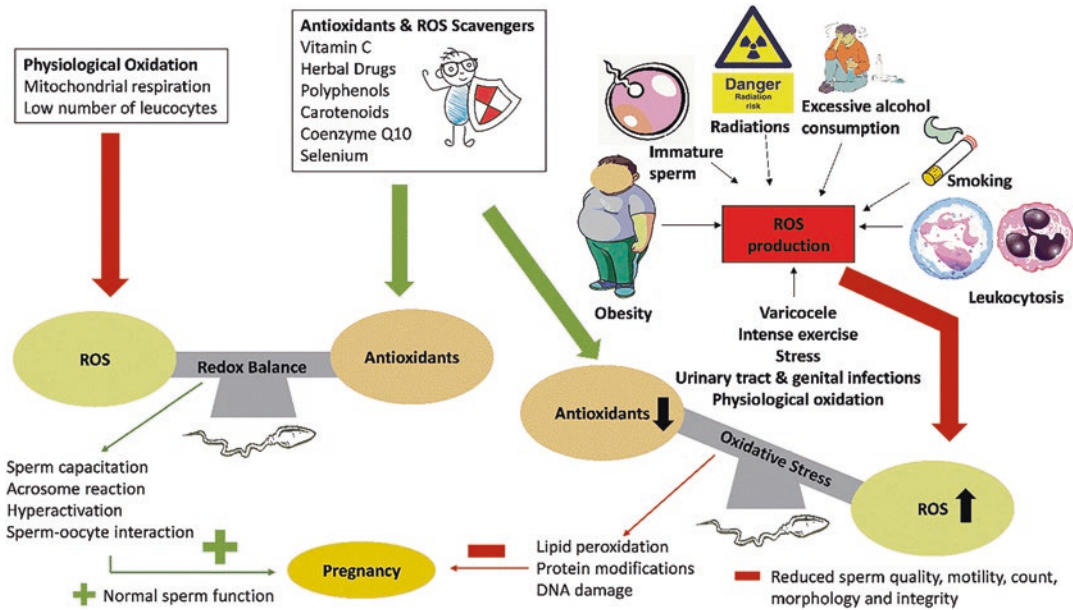 Physiological Oxidation
Mitochondrial respiration
Low number of leucocytes
Antioxidants & ROS Scavengers
Vitamin C
Herbal Drugs
Polyphenols
Carotenoids
Coenzyme Q10
Selenium
Danger
Radiation
risk
Radiations
Excessive alcohol
consumption
Immature
sperm
Smoking
Obesity
ROS
production
Leukocytosis
Varicocele
Intense exercise
Stress
Urinary tract & genital infections
Physiological oxidation
ROS
Redox Balance
Antioxidants
Antioxidants
Oxidative Stress
ROS
Sperm capacitation
Acrosome reaction
Hyperactivation
Sperm-oocyte interaction
Normal sperm function
Pregnancy
Lipid peroxidation
Protein modifications
DNA damage
Reduced sperm quality, motility, count,
morphology and integrity